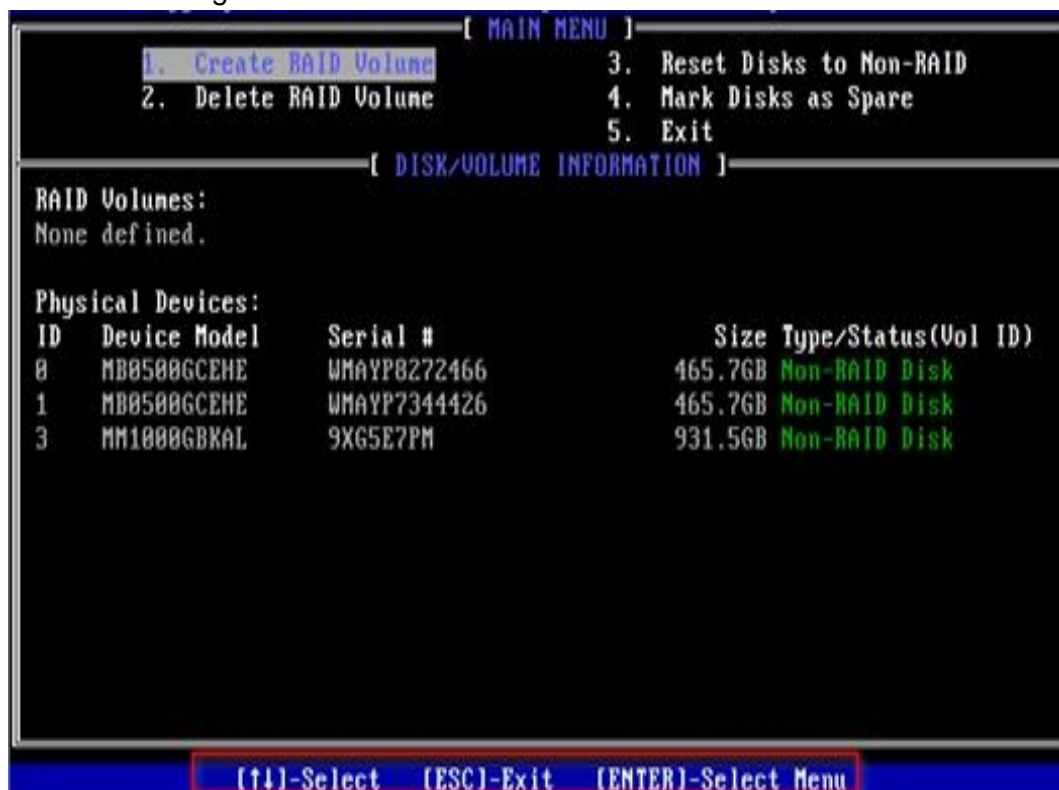 [ MAIN MENU ]
1. Create RAID Volume 3. Reset Disks to Non-RAID
2. Delete RAID Volume 4. Mark Disks as Spare
5. Exit
[ DISK/VOLUME INFORMATION ]
RAID Volumes:
None defined.
Physical Devices:
ID Device Model Serial # Size Type/Status(Vol ID)
0 MB0500GCEHE WMAYP8272466 465.7GB Non-RAID Disk
1 MB0500GCEHE WMAYP7344426 465.7GB Non-RAID Disk
3 MM1000GBKAL 9XG5E7PM 931.5GB Non-RAID Disk
[↑↓]-Select [ESC]-Exit [ENTER]-Select Menu